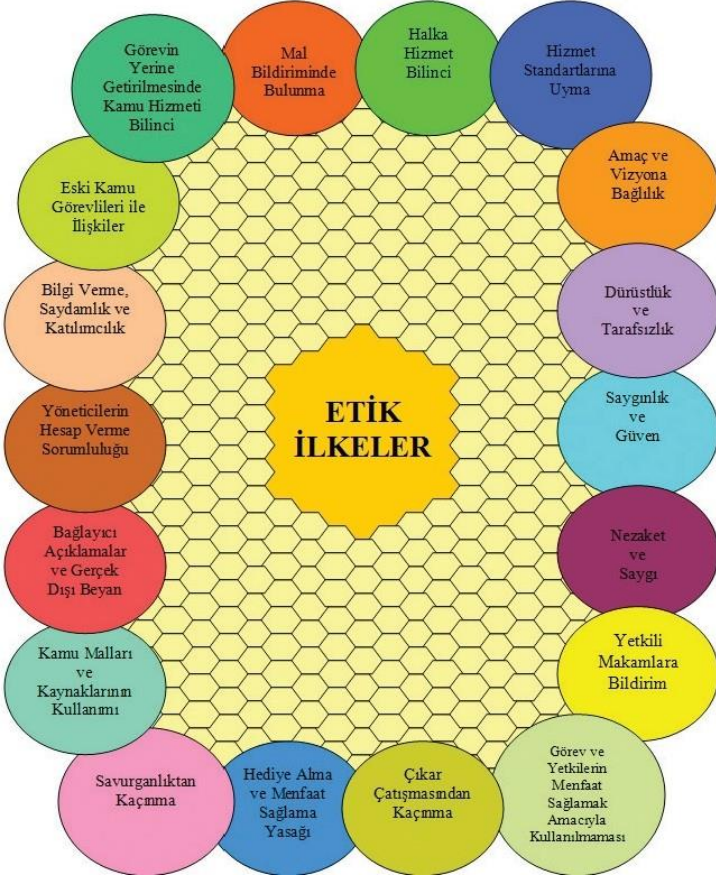 Görevin
Yerine
Getirilmesinde
Kamu Hizmeti
Bilinci
Mal
Bildiriminde
Bulunma
Halka
Hizmet
Bilinci
Hizmet
Standartlarına
Uyma
Amaç ve
Vizyona
Bağlılık
Dürüstlük
ve
Tarafsızlık
Saygınlık
ve
Güven
Nezaket
ve
Saygı
Yetkili
Makamlara
Bildirim
Görev ve
Yetkilerin
Menfaat
Sağlamak
Amacıyla
Kullanılmaması
Çıkar
Çatışmasından
Kaçınma
Hediye Alma
ve Menfaat
Sağlama
Yasağı
Savurganlıktan
Kaçınma
Kamu Malları
ve
Kaynaklarının
Kullanımı
Bağlayıcı
Açıklamalar
ve Gerçek
Dışı Beyan
Yöneticilerin
Hesap Verme
Sorumluluğu
Bilgi Verme,
Saydamlık ve
Katılımcılık
Eski Kamu
Görevlileri ile
İlişkiler
ETİK
İLKELER